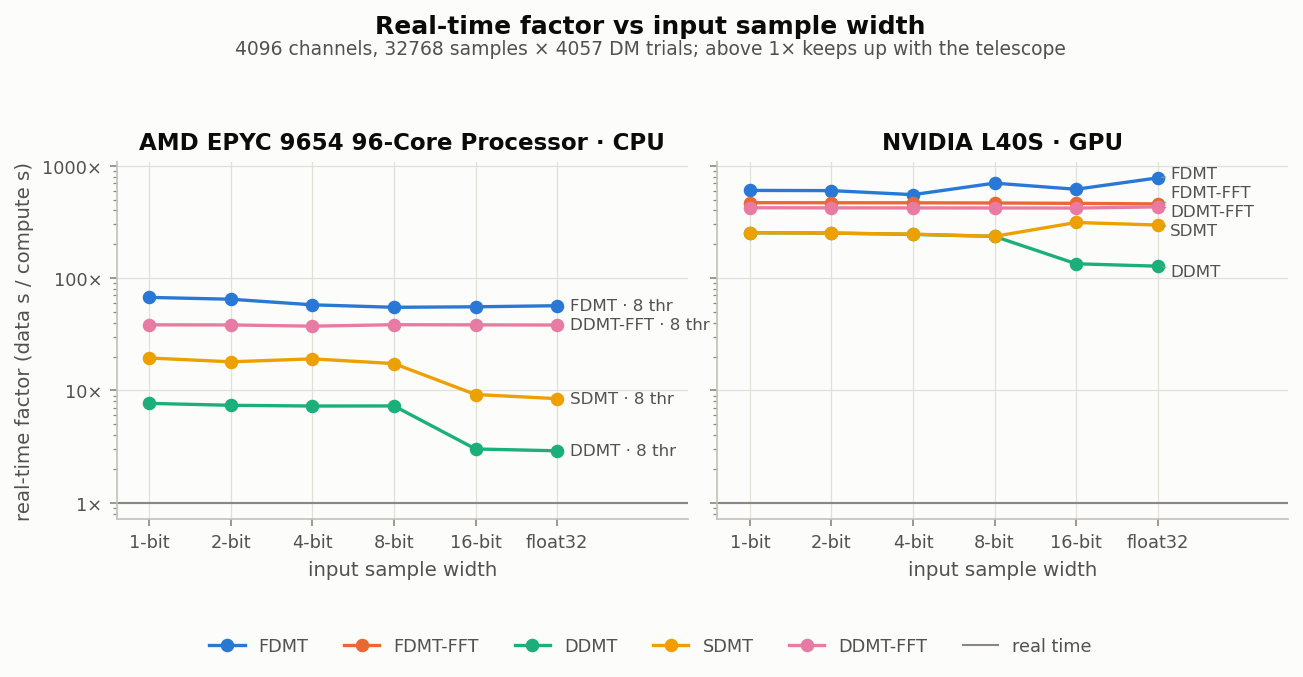 Real-time factor vs input sample width
4096 channels, 32768 samples × 4057 DM trials; above 1× keeps up with the telescope
AMD EPYC 9654 96-Core Processor · CPU
real-time factor (data s / compute s)
1000×
100×
10×
1×
FDMT · 8 thr
DDMT-FFT · 8 thr
SDMT · 8 thr
DDMT · 8 thr
1-bit 2-bit 4-bit 8-bit 16-bit float32
input sample width
NVIDIA L40S · GPU
FDMT
FDMT-FFT
DDMT-FFT
SDMT
DDMT
1-bit 2-bit 4-bit 8-bit 16-bit float32
input sample width
FDMT FDMT-FFT DDMT SDMT DDMT-FFT real time